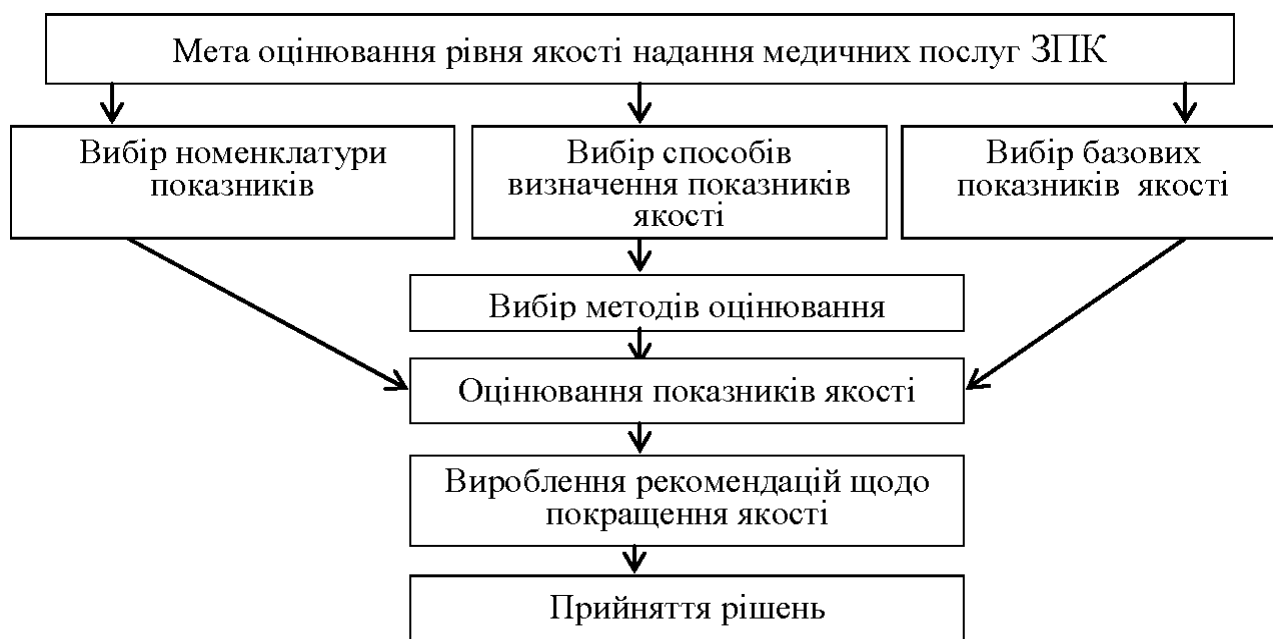 Мета оцінювання рівня якості надання медичних послуг ЗПК
Вибір номенклатури
показників
Вибір способів
визначення показників
якості
Вибір базових
показників якості
Вибір методів оцінювання
Оцінювання показників якості
Вироблення рекомендацій щодо
покращення якості
Прийняття рішень